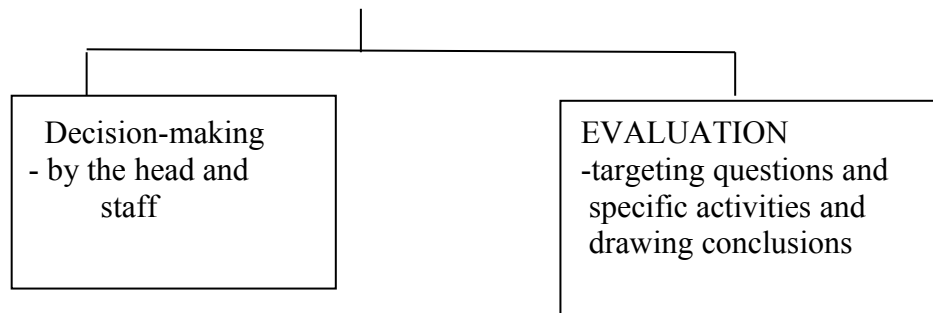 Decision-making
- by the head and
staff
EVALUATION
-targeting questions and
specific activities and
drawing conclusions